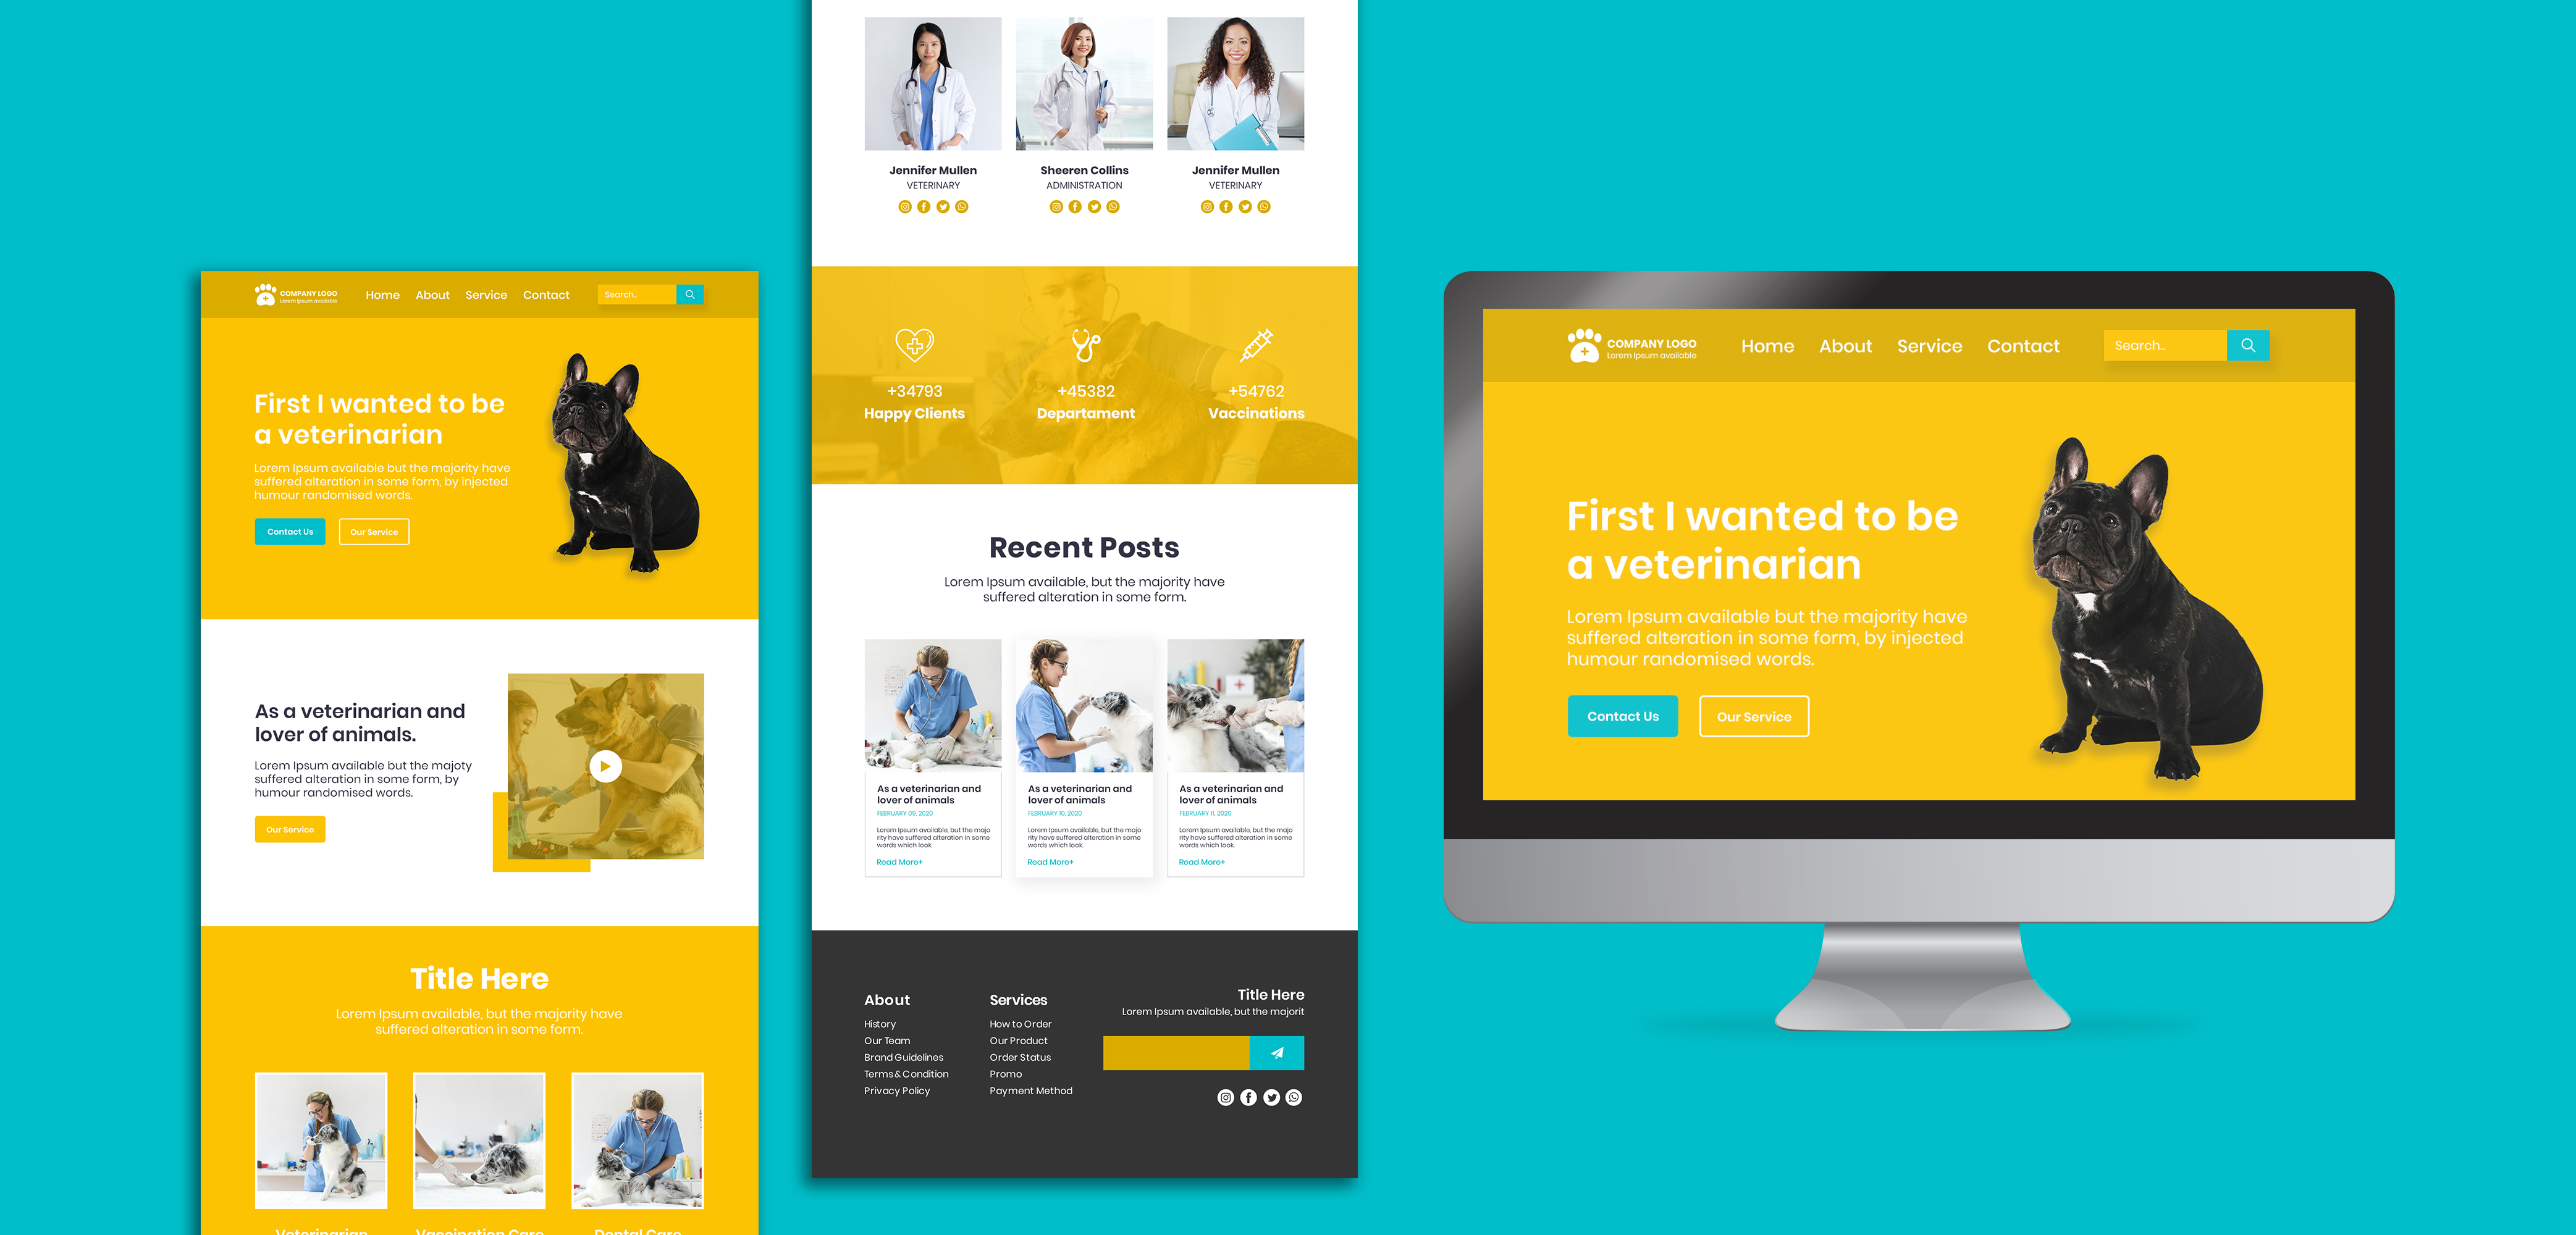 COMPANY LOGO
Lorem Ipsum available
Home About Service Contact
Search..
First I wanted to be
a veterinarian
Lorem Ipsum available but the majority have
suffered alteration in some form, by injected
humour randomised words.
Contact Us
Our Service
As a veterinarian and
lover of animals.
Lorem Ipsum available but the majoty
suffered alteration in some form, by
humour randomised words.
Our Service
Title Here
Lorem Ipsum available, but the majority have
suffered alteration in some form.
Veterinarian
Vaccination Care
Dental Care
Jennifer Mullen
VETERINARY
Sheeren Collins
ADMINISTRATION
Jennifer Mullen
VETERINARY
+34793
Happy Clients
+45382
Departament
+54762
Vaccinations
Recent Posts
Lorem Ipsum available, but the majority have
suffered alteration in some form.
As a veterinarian and
lover of animals
FEBRUARY 09, 2020
Lorem Ipsum available, but the majo
rity have suffered alteration in some
words which look.
Read More+
As a veterinarian and
lover of animals
FEBRUARY 10, 2020
Lorem Ipsum available, but the majo
rity have suffered alteration in some
words which look.
Read More+
As a veterinarian and
lover of animals
FEBRUARY 11, 2020
Lorem Ipsum available, but the majo
rity have suffered alteration in some
words which look.
Read More+
About
History
Our Team
Brand Guidelines
Terms & Condition
Privacy Policy
Services
How to Order
Our Product
Order Status
Promo
Payment Method
Title Here
Lorem Ipsum available, but the majorit
COMPANY LOGO
Lorem Ipsum available
Home About Service Contact
Search..
First I wanted to be
a veterinarian
Lorem Ipsum available but the majority have
suffered alteration in some form, by injected
humour randomised words.
Contact Us
Our Service